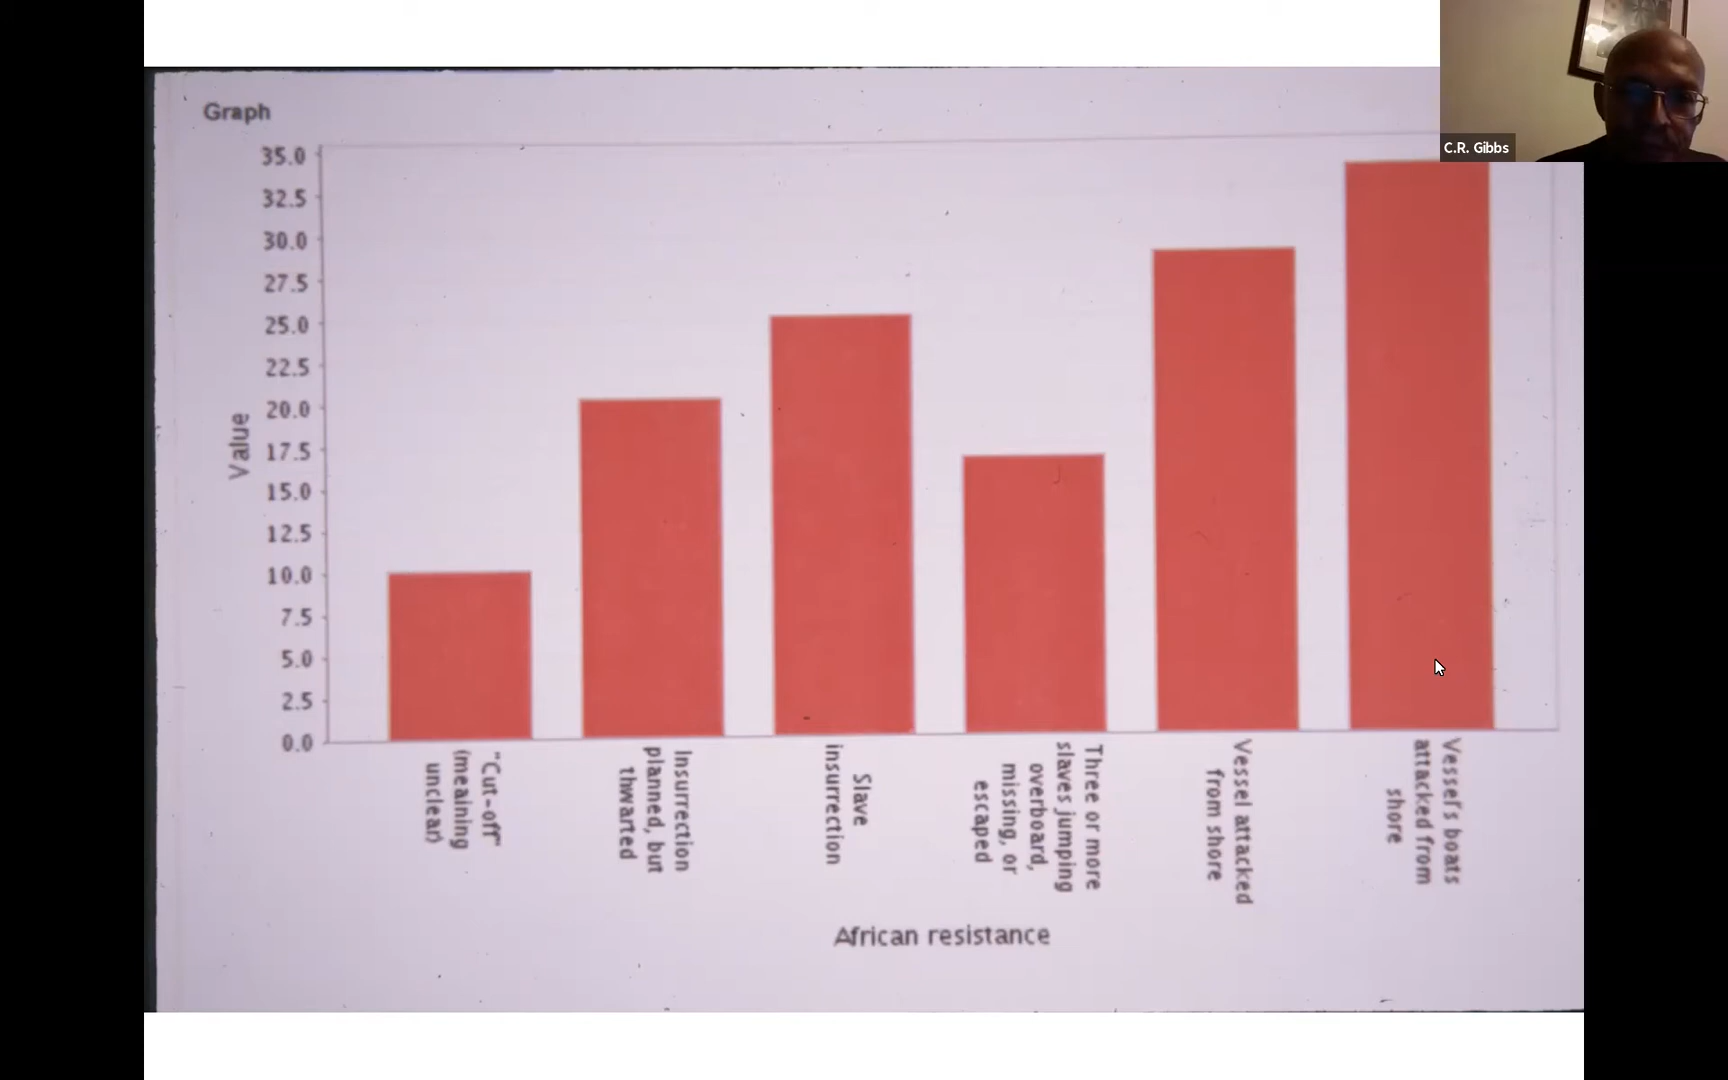 C.R. Gibbs
Graph
35.0
32.5
30.0
27.5
25.0
22.5
20.0
17.5
15.0
12.5
10.0
7.5
5.0
2.5
0.0
Value
"Cut-off"
(meaining
unclear)
Insurrection
planned, but
thwarted
Slave
insurrection
Three or more
slaves jumping
overboard,
missing, or
escaped
Vessel attacked
from shore
Vessel's boats
attacked from
shore
African resistance